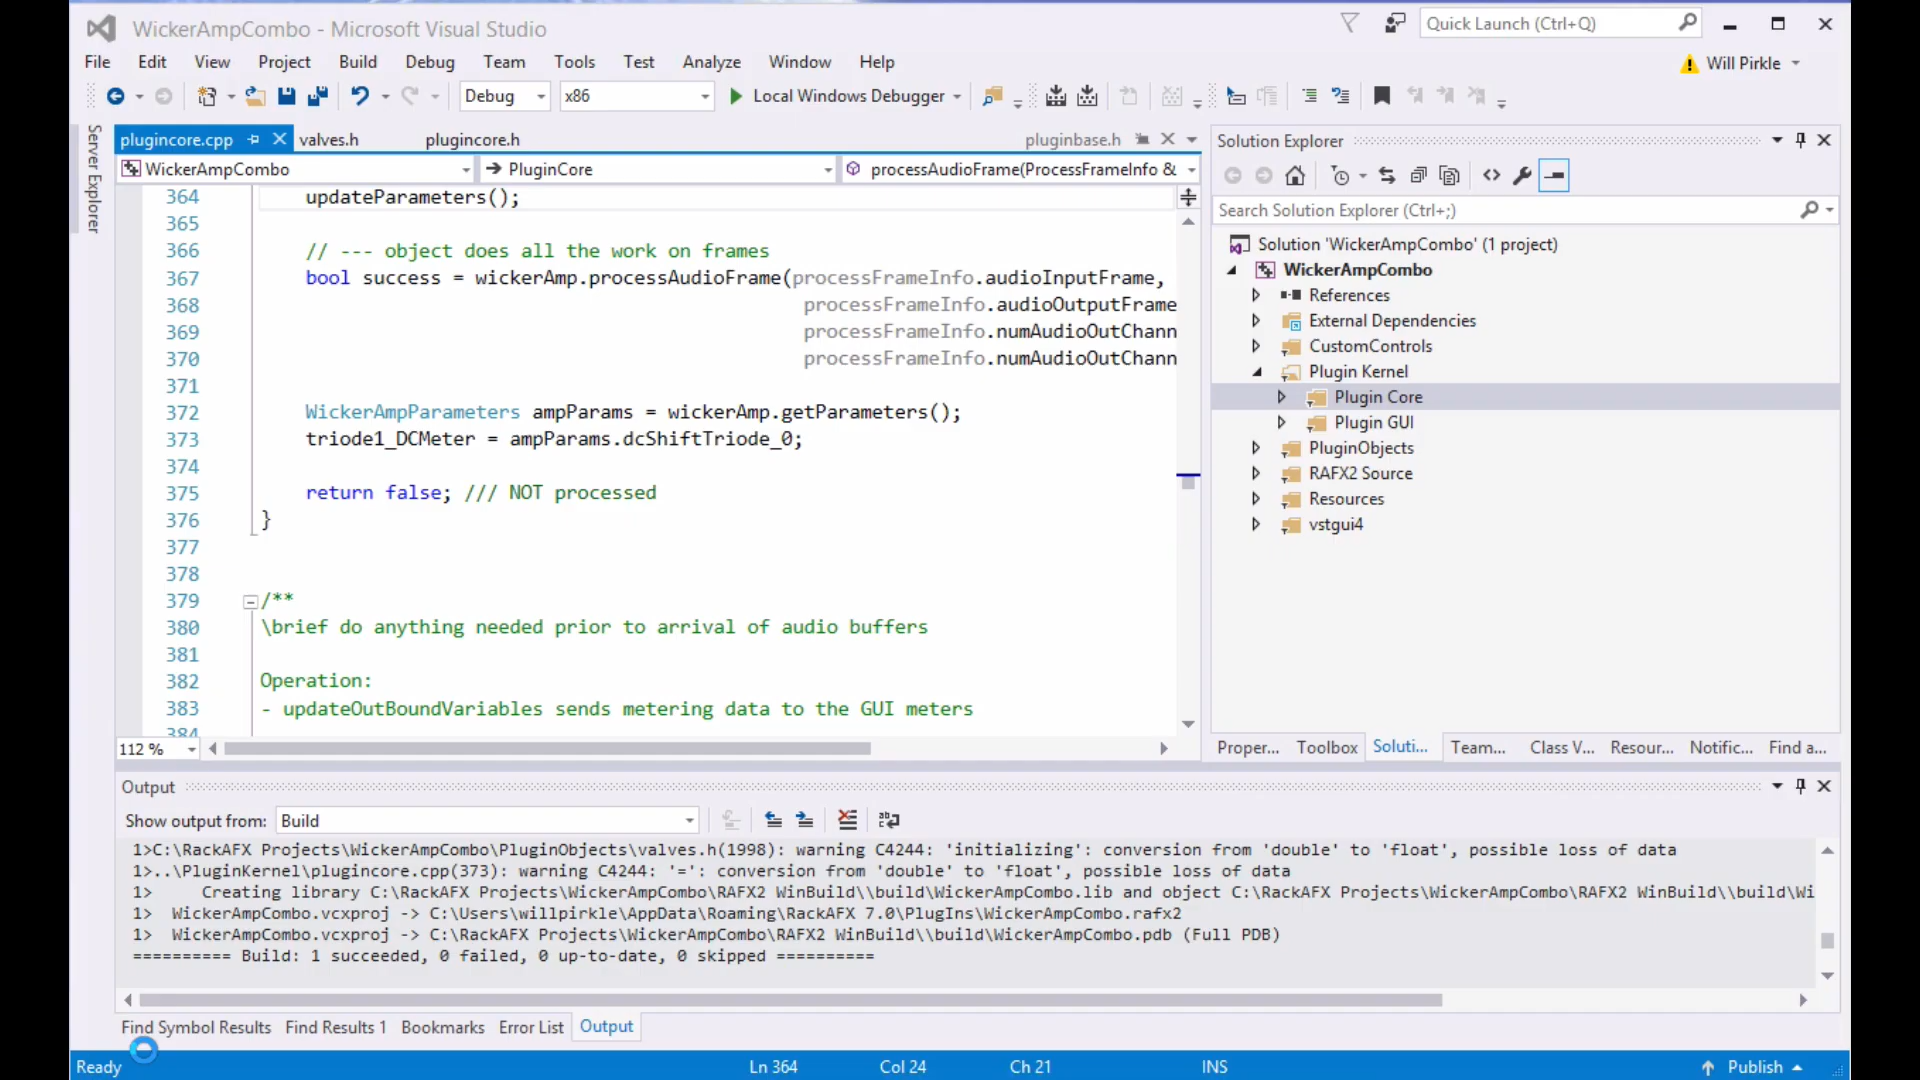 WickerAmpCombo - Microsoft Visual Studio
Quick Launch (Ctrl+Q)
File Edit View Project Build Debug Team Tools Test Analyze Window Help
Will Pirkle
Debug x86 Local Windows Debugger
Server Explorer
plugincore.cpp valves.h plugincore.h pluginbase.h
WickerAmpCombo PluginCore processAudioFrame(ProcessFrameInfo &
364 updateParameters();
365
366 // --- object does all the work on frames
367 bool success = wickerAmp.processAudioFrame(processFrameInfo.audioInputFrame,
368 processFrameInfo.audioOutputFrame
369 processFrameInfo.numAudioOutChann
370 processFrameInfo.numAudioOutChann
371
372 WickerAmpParameters ampParams = wickerAmp.getParameters();
373 triode1_DCMeter = ampParams.dcShiftTriode_0;
374
375 return false; /// NOT processed
376 }
377
378
379 /**
380 \brief do anything needed prior to arrival of audio buffers
381
382 Operation:
383 - updateOutBoundVariables sends metering data to the GUI meters
384
112 %
Solution Explorer
Search Solution Explorer (Ctrl+;)
Solution 'WickerAmpCombo' (1 project)
WickerAmpCombo
References
External Dependencies
CustomControls
Plugin Kernel
Plugin Core
Plugin GUI
PluginObjects
RAFX2 Source
Resources
vstgui4
Proper... Toolbox Soluti... Team... Class V... Resour... Notific... Find a...
Output
Show output from: Build
1>C:\RackAFX Projects\WickerAmpCombo\PluginObjects\valves.h(1998): warning C4244: 'initializing': conversion from 'double' to 'float', possible loss of data
1>..\PluginKernel\plugincore.cpp(373): warning C4244: '=': conversion from 'double' to 'float', possible loss of data
1> Creating library C:\RackAFX Projects\WickerAmpCombo\RAFX2 WinBuild\\build\WickerAmpCombo.lib and object C:\RackAFX Projects\WickerAmpCombo\RAFX2 WinBuild\\build\Wi
1> WickerAmpCombo.vcxproj -> C:\Users\willpirkle\AppData\Roaming\RackAFX 7.0\PlugIns\WickerAmpCombo.rafx2
1> WickerAmpCombo.vcxproj -> C:\RackAFX Projects\WickerAmpCombo\RAFX2 WinBuild\\build\WickerAmpCombo.pdb (Full PDB)
========== Build: 1 succeeded, 0 failed, 0 up-to-date, 0 skipped ==========
Find Symbol Results Find Results 1 Bookmarks Error List Output
Ready Ln 364 Col 24 Ch 21 INS Publish